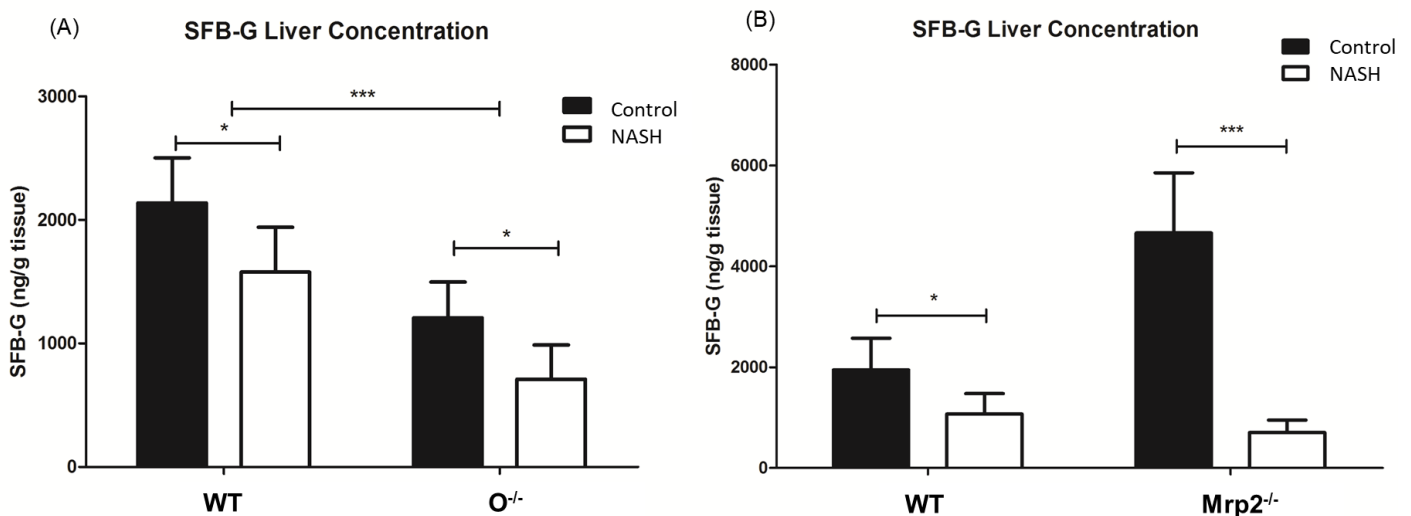 (A)
SFB-G Liver Concentration
Control
NASH
SFB-G (ng/g tissue)
3000
2000
1000
0
***
*
*
WT
O-/-
(B)
SFB-G Liver Concentration
Control
NASH
SFB-G (ng/g tissue)
8000
6000
4000
2000
0
*
***
WT
Mrp2-/-